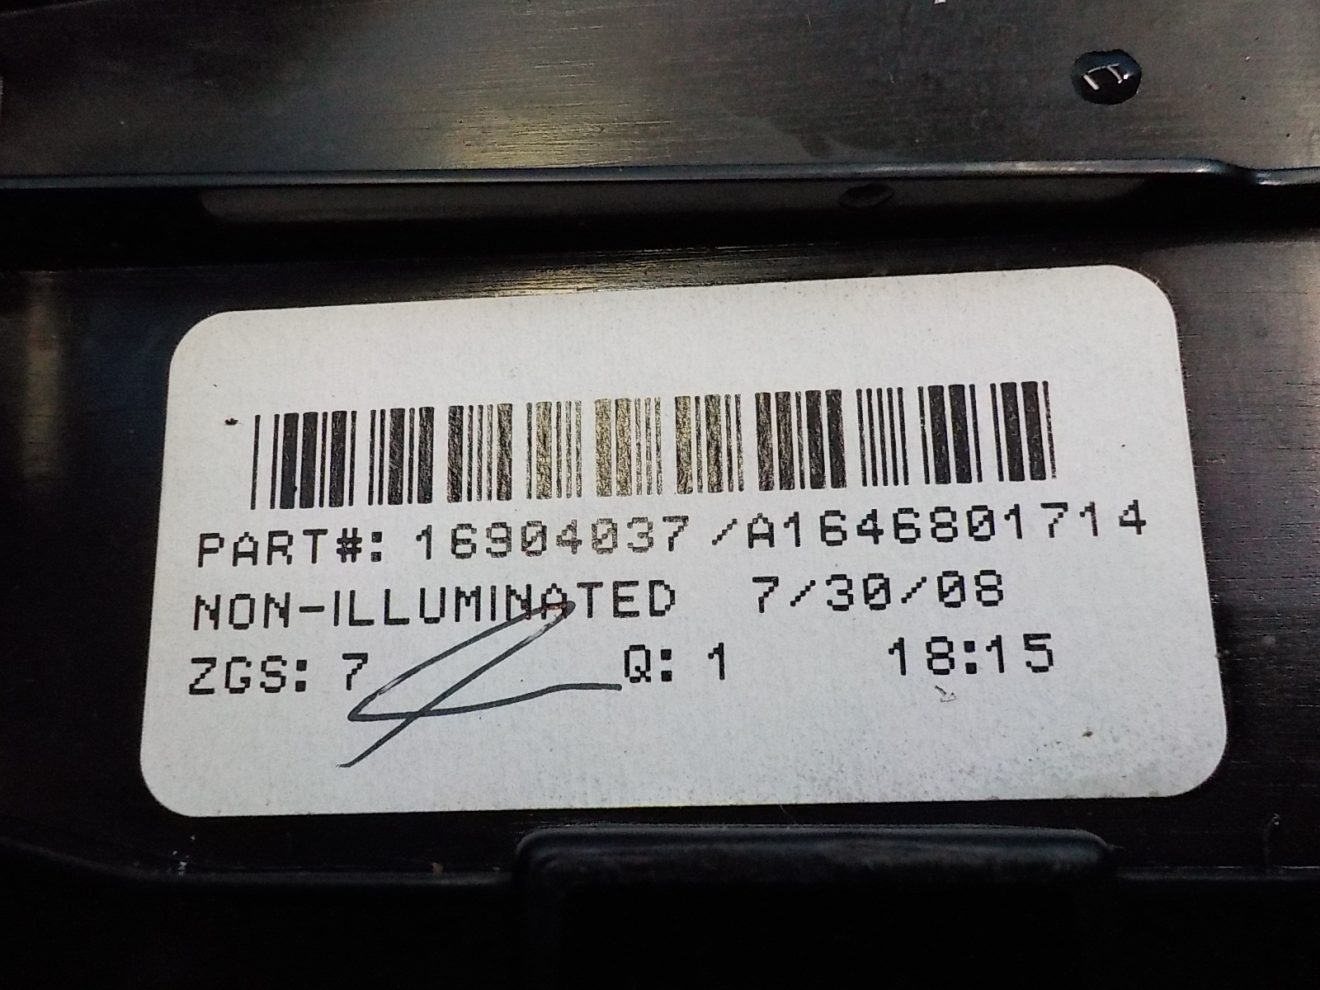 PART#: 16904037 /A1646801714
NON-ILLUMINATED 7/30/08
ZGS: 7 Q: 1 18:15